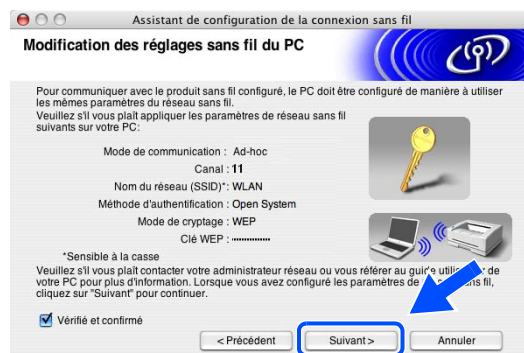 Assistant de configuration de la connexion sans fil
Modification des réglages sans fil du PC
Pour communiquer avec le produit sans fil configuré, le PC doit être configuré de manière à utiliser
les mêmes paramètres du réseau sans fil.
Veuillez s'il vous plaît appliquer les paramètres de réseau sans fil
suivants sur votre PC:
Mode de communication : Ad-hoc
Canal : 11
Nom du réseau (SSID)*: WLAN
Méthode d'authentification : Open System
Mode de cryptage : WEP
Clé WEP : ••••••••••••••
*Sensible à la casse
Veuillez s'il vous plaît contacter votre administrateur réseau ou vous référer au guide de
votre PC pour plus d'information. Lorsque vous avez configuré les paramètres de fil,
cliquez sur "Suivant" pour continuer.
Vérifié et confirmé
< Précédent
Suivant >
Annuler